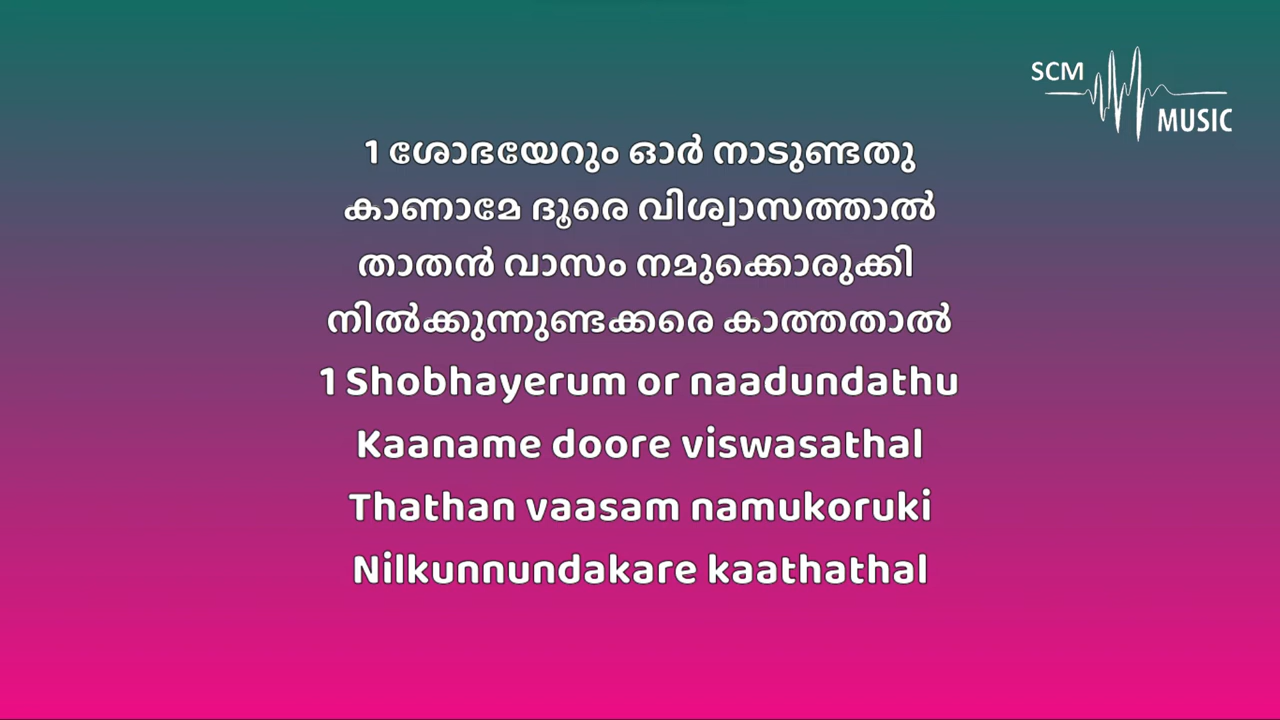 SCM
MUSIC
1 ശോഭയേറും ഓർ നാടുണ്ടതു
കാണാമേ ദൂരെ വിശ്വാസത്താൽ
താതൻ വാസം നമുക്കൊരുക്കി
നിൽക്കുന്നുണ്ടക്കരെ കാത്തതാൽ
1 Shobhayerum or naadundathu
Kaaname doore viswasathal
Thathan vaasam namukoruki
Nilkunnundakare kaathathal